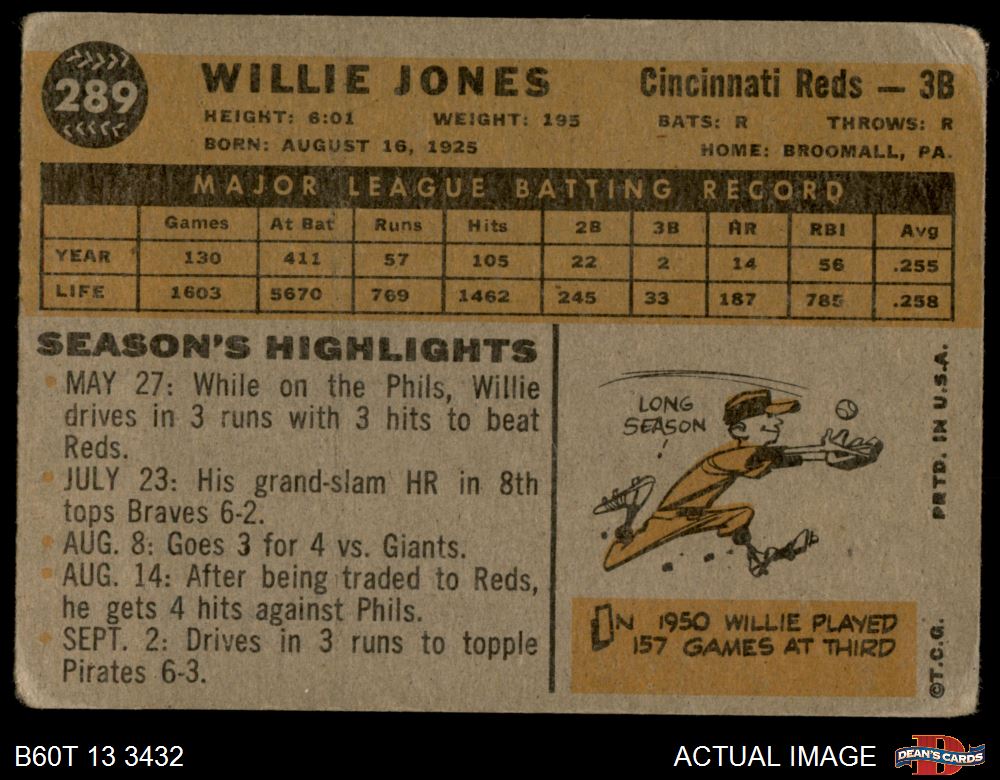 289
WILLIE JONES
Cincinnati Reds — 3B
HEIGHT: 6:01 WEIGHT: 195 BATS: R THROWS: R
BORN: AUGUST 16, 1925 HOME: BROOMALL, PA.
MAJOR LEAGUE BATTING RECORD
Games At Bat Runs Hits 2B 3B HR RBI Avg
YEAR 130 411 57 105 22 2 14 56 .255
LIFE 1603 5670 769 1462 245 33 187 785 .258
SEASON'S HIGHLIGHTS
MAY 27: While on the Phils, Willie
drives in 3 runs with 3 hits to beat
Reds.
JULY 23: His grand-slam HR in 8th
tops Braves 6-2.
AUG. 8: Goes 3 for 4 vs. Giants.
AUG. 14: After being traded to Reds,
he gets 4 hits against Phils.
SEPT. 2: Drives in 3 runs to topple
Pirates 6-3.
LONG
SEASON
!
IN 1950 WILLIE PLAYED
157 GAMES AT THIRD
PRTD. IN U.S.A.
©T.C.G.
B60T 13 3432
ACTUAL IMAGE
D
DEAN'S CARDS